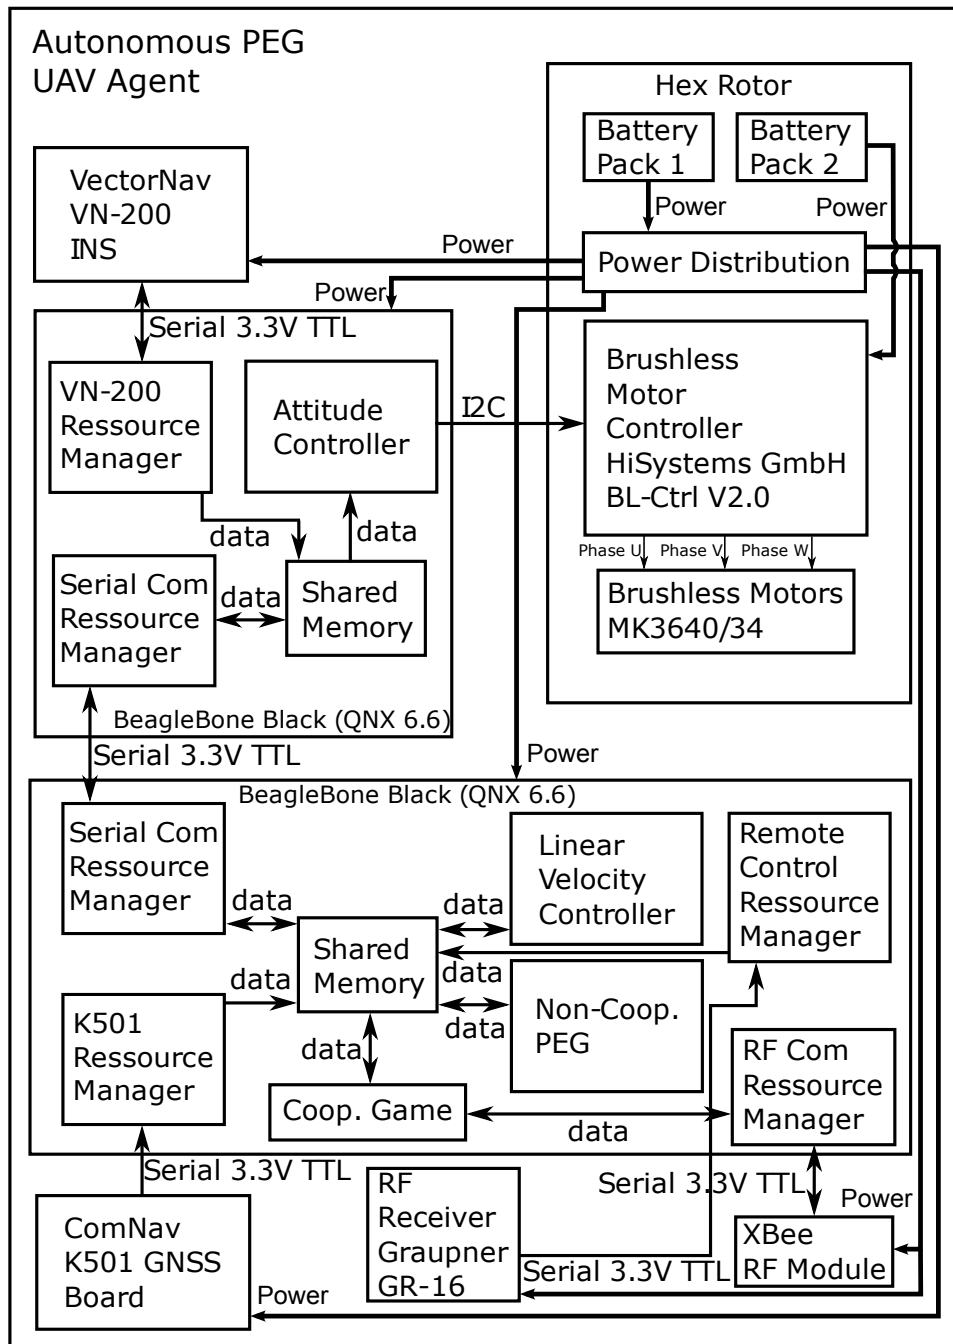 Autonomous PEG
UAV Agent
Hex Rotor
Battery
Pack 1
Battery
Pack 2
Power
Power
VectorNav
VN-200
INS
Power
Power Distribution
Power
Serial 3.3V TTL
VN-200
Ressource
Manager
Attitude
Controller
I2C
Brushless
Motor
Controller
HiSystems GmbH
BL-Ctrl V2.0
data
data
Phase U
Phase V
Phase W
Serial Com
Ressource
Manager
data
Shared
Memory
Brushless Motors
MK3640/34
BeagleBone Black (QNX 6.6)
Serial 3.3V TTL
Power
BeagleBone Black (QNX 6.6)
Serial Com
Ressource
Manager
Linear
Velocity
Controller
Remote
Control
Ressource
Manager
data
data
Shared
Memory
data
data
data
K501
Ressource
Manager
Non-Coop.
PEG
data
Coop. Game
data
RF Com
Ressource
Manager
Serial 3.3V TTL
Serial 3.3V TTL
Power
ComNav
K501 GNSS
Board
RF
Receiver
Graupner
GR-16
XBee
RF Module
Serial 3.3V TTL
Power